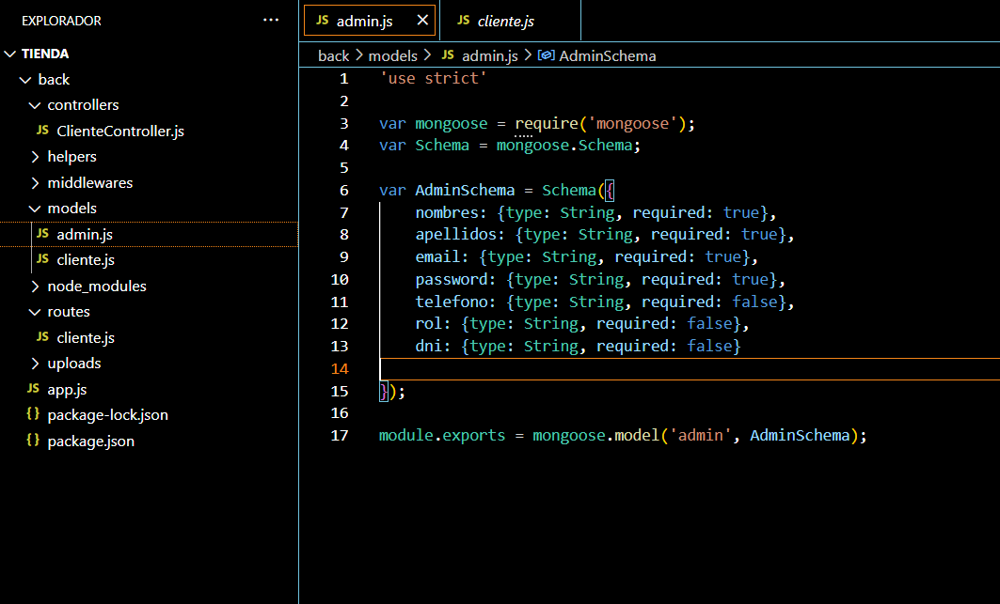 EXPLORADOR ···
TIENDA
back
controllers
JS ClienteController.js
helpers
middlewares
models
JS admin.js
JS cliente.js
node_modules
routes
JS cliente.js
uploads
JS app.js
{} package-lock.json
{} package.json
JS admin.js JS cliente.js
back > models > JS admin.js > AdminSchema
1 'use strict'
2
3 var mongoose = require('mongoose');
4 var Schema = mongoose.Schema;
5
6 var AdminSchema = Schema({
7 nombres: {type: String, required: true},
8 apellidos: {type: String, required: true},
9 email: {type: String, required: true},
10 password: {type: String, required: true},
11 telefono: {type: String, required: false},
12 rol: {type: String, required: false},
13 dni: {type: String, required: false}
14
15 });
16
17 module.exports = mongoose.model('admin', AdminSchema);